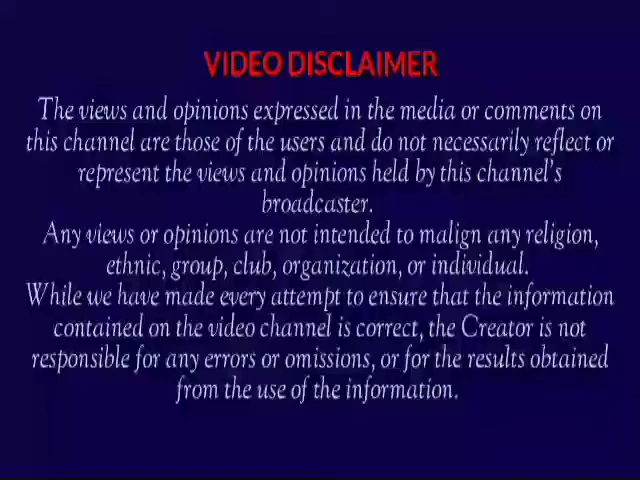 VIDEO DISCLAIMER
The views and opinions expressed in the media or comments on
this channel are those of the users and do not necessarily reflect or
represent the views and opinions held by this channel's
broadcaster.
Any views or opinions are not intended to malign any religion,
ethnic, group, club, organization, or individual.
While we have made every attempt to ensure that the information
contained on the video channel is correct, the Creator is not
responsible for any errors or omissions, or for the results obtained
from the use of the information.